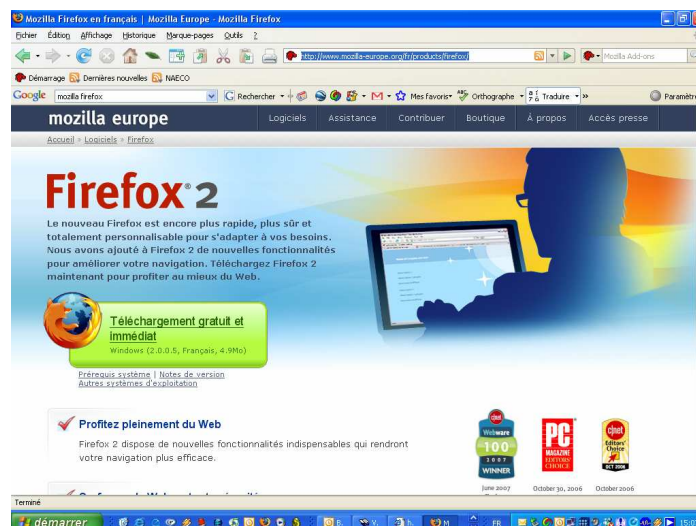 Mozilla Firefox en français | Mozilla Europe - Mozilla Firefox
Fichier Édition Affichage Historique Marque-pages Outils ?
http://www.mozilla-europe.org/fr/products/firefox/
Mozilla Add-ons
Démarrage Dernières nouvelles NAECO
Google mozilla firefox Rechercher Mes favoris Orthographe Traduire » Paramètre
mozilla europe Logiciels Assistance Contribuer Boutique À propos Accès presse
Accueil » Logiciels » Firefox
Firefox® 2
Le nouveau Firefox est encore plus rapide, plus sûr et
totalement personnalisable pour s'adapter à vos besoins.
Nous avons ajouté à Firefox 2 de nouvelles fonctionnalités
pour améliorer votre navigation. Téléchargez Firefox 2
maintenant pour profiter au mieux du Web.
Téléchargement gratuit et
immédiat
Windows (2.0.0.5, Français, 4.9Mo)
Prérequis système | Notes de version
Autres systèmes d'exploitation
Profitez pleinement du Web
Firefox 2 dispose de nouvelles fonctionnalités indispensables qui rendront
votre navigation plus efficace.
cnet
Webware
100
2007
WINNER
June 2007
PC
MAGAZINE
EDITORS'
CHOICE
October 30, 2006
cnet
Editors'
Choice
OCT 2006
October 2006
Terminé
démarrer FR